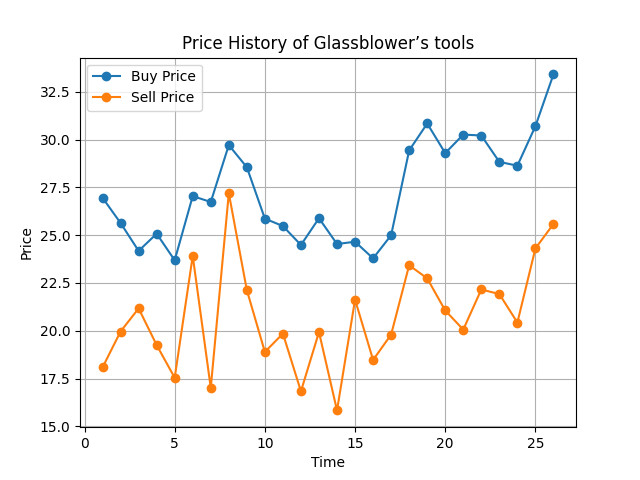 Price History of Glassblower’s tools
Buy Price
Sell Price
Price
32.5
30.0
27.5
25.0
22.5
20.0
17.5
15.0
0 5 10 15 20 25
Time